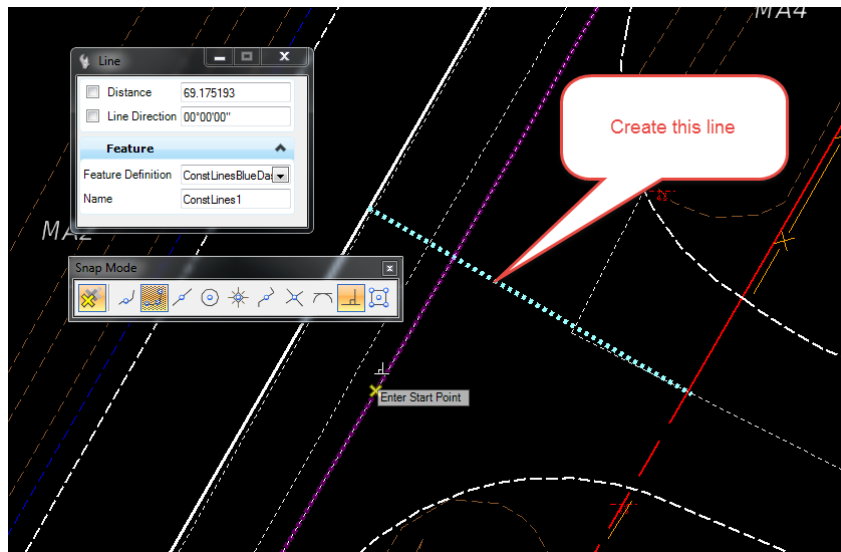 MA4
Line
Distance 69.175193
Line Direction 00°00'00"
Feature
Feature Definition ConstLinesBlueDas
Name ConstLines1
Create this line
MA2
Snap Mode
Enter Start Point